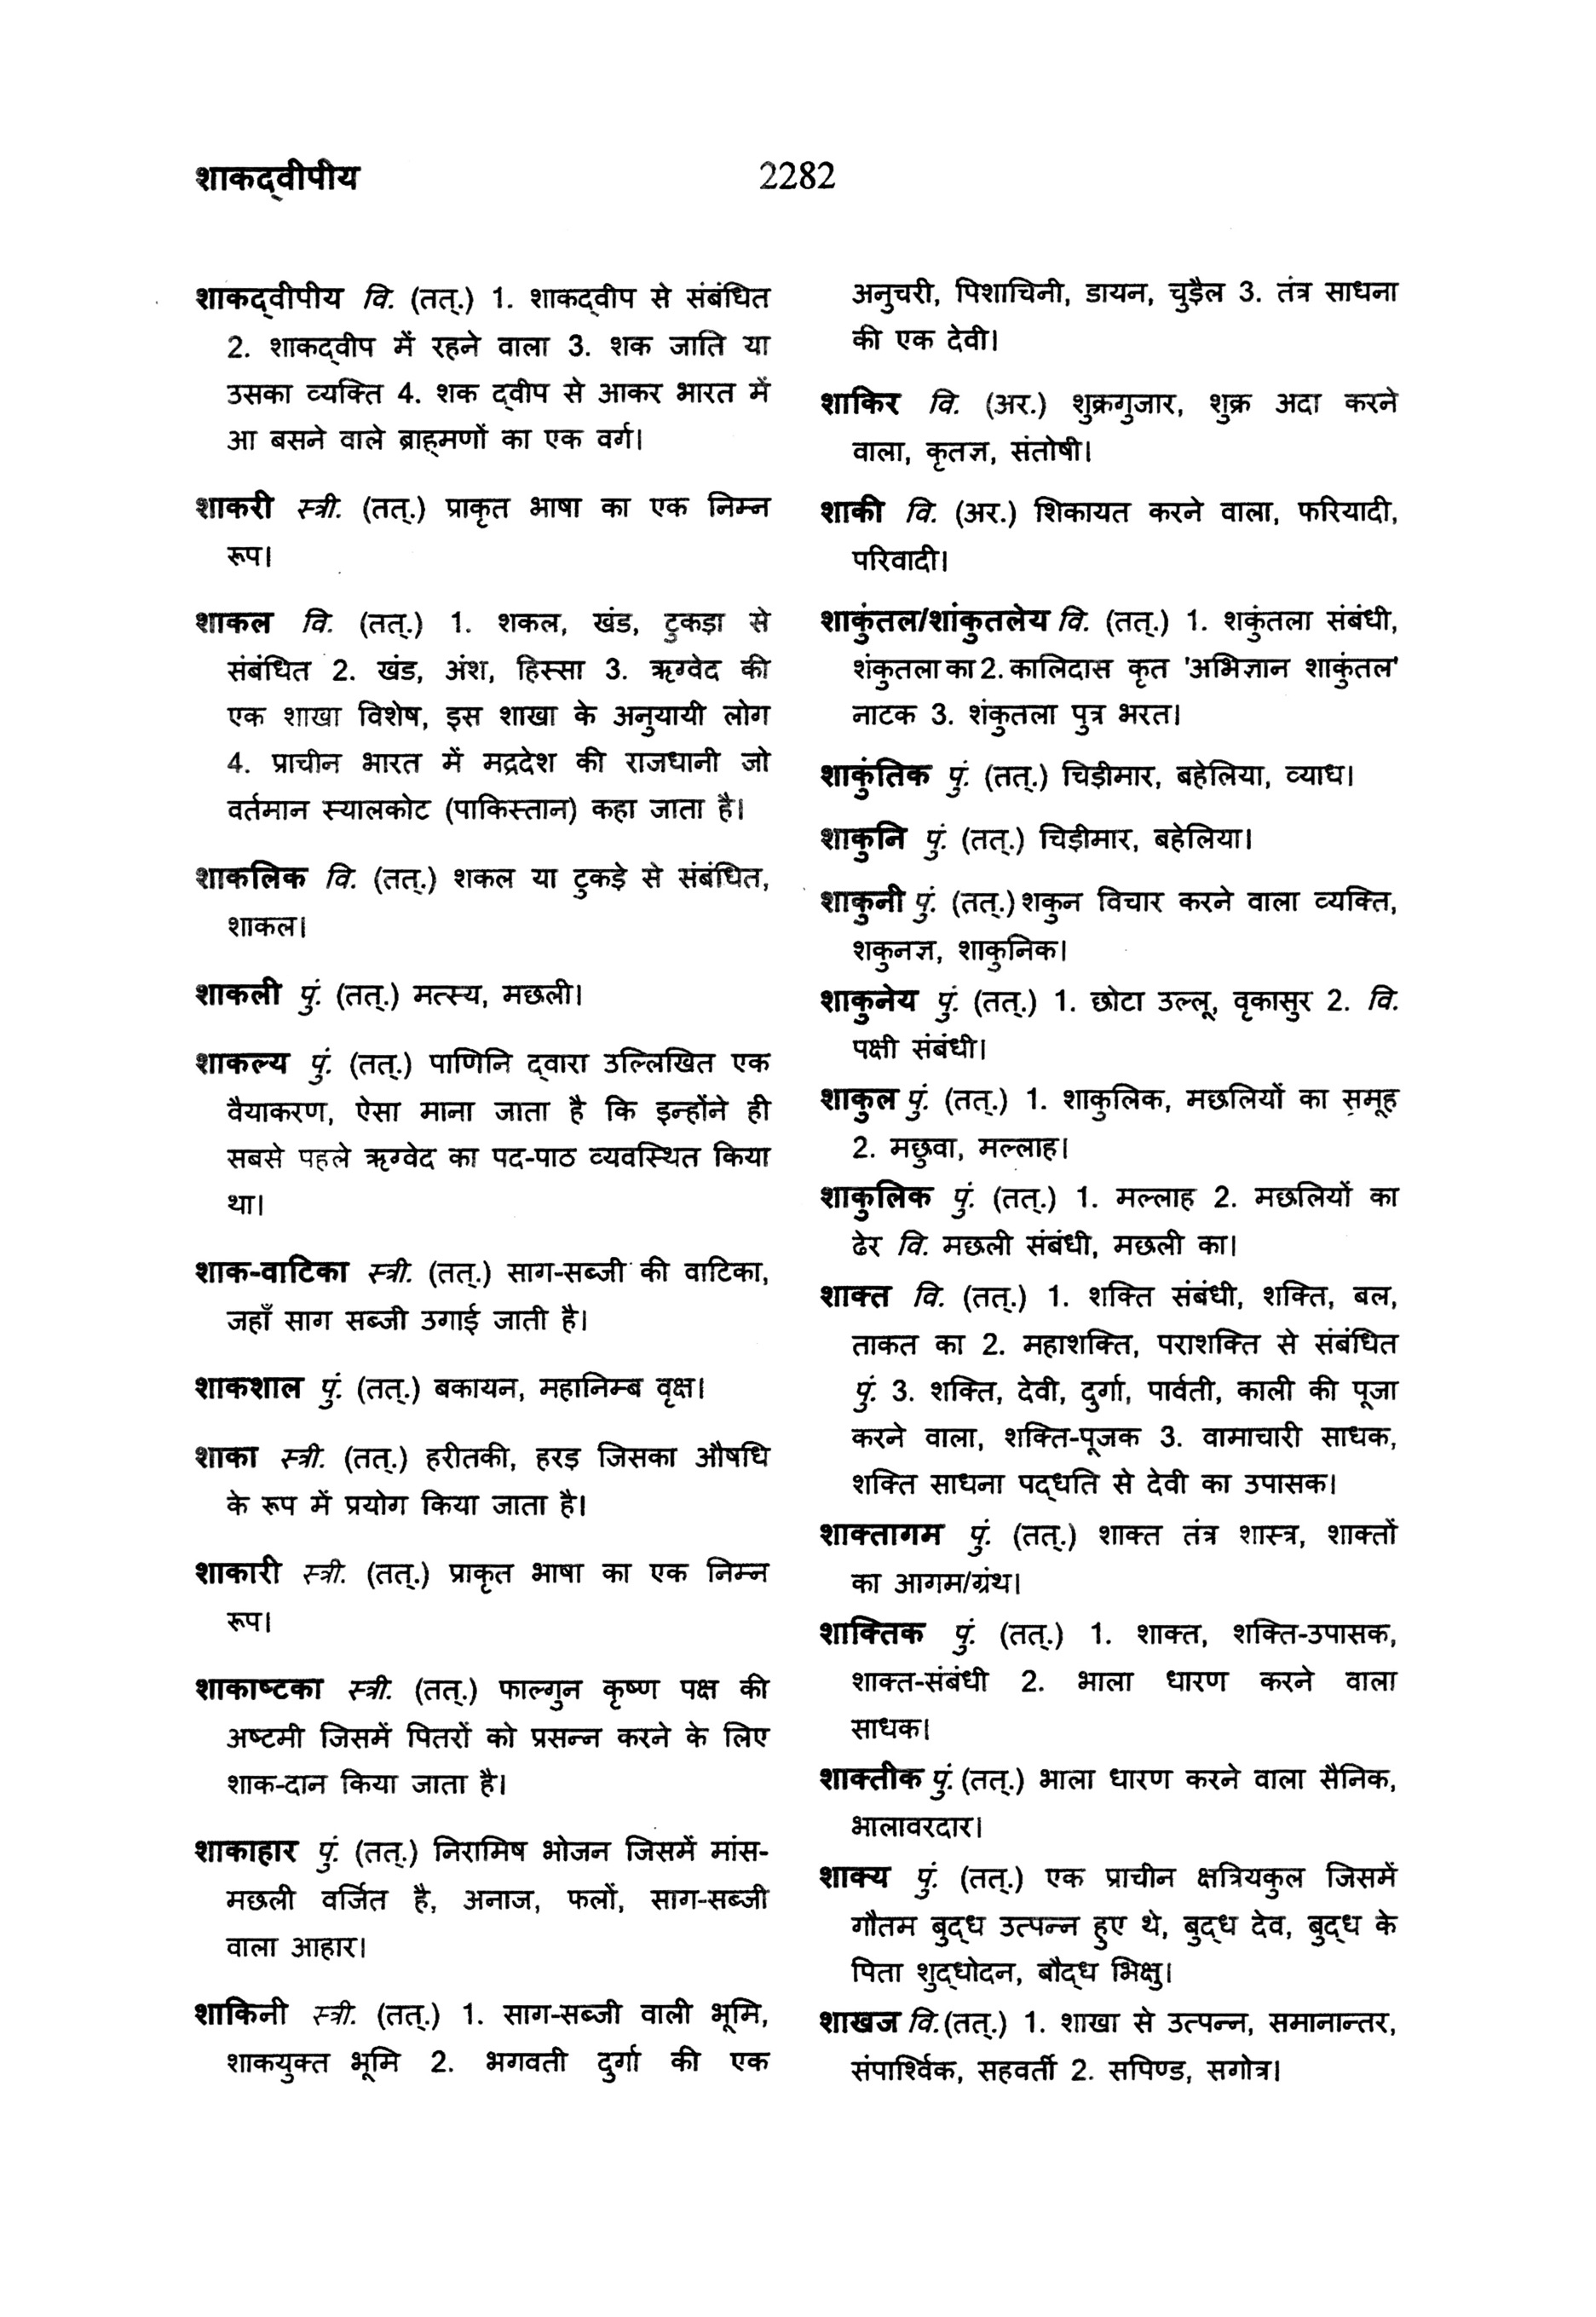 शाकद्‌वीपीय
2282
शाकद्‌वीपीय वि. (तत्.) 1. शाकद्‌वीप से संबंधित
2. शाकद्‌वीप में रहने वाला 3. शक जाति या
उसका व्यक्ति 4. शक द्‌वीप से आकर भारत में
आ बसने वाले ब्राह्‌मणों का एक वर्ग।
शाकरी स्त्री. (तत्.) प्राकृत भाषा का एक निम्न
रूप।
शाकल वि. (तत्.) 1. शकल, खंड, टुकड़ा से
संबंधित 2. खंड, अंश, हिस्सा 3. ऋग्वेद की
एक शाखा विशेष, इस शाखा के अनुयायी लोग
4. प्राचीन भारत में मद्रदेश की राजधानी जो
वर्तमान स्यालकोट (पाकिस्तान) कहा जाता है।
शाकलिक वि. (तत्.) शकल या टुकड़े से संबंधित,
शाकल।
शाकली पुं. (तत्.) मत्स्य, मछली।
शाकल्य पुं. (तत्.) पाणिनि द्‌वारा उल्लिखित एक
वैयाकरण, ऐसा माना जाता है कि इन्होंने ही
सबसे पहले ऋग्वेद का पद-पाठ व्यवस्थित किया
था।
शाक-वाटिका स्त्री. (तत्.) साग-सब्जी की वाटिका,
जहाँ साग सब्जी उगाई जाती है।
शाकशाल पुं. (तत्.) बकायन, महानिम्ब वृक्ष।
शाका स्त्री. (तत्.) हरीतकी, हरड़ जिसका औषधि
के रूप में प्रयोग किया जाता है।
शाकारी स्त्री. (तत्.) प्राकृत भाषा का एक निम्न
रूप।
शाकाष्टका स्त्री. (तत्.) फाल्गुन कृष्ण पक्ष की
अष्टमी जिसमें पितरों को प्रसन्न करने के लिए
शाक-दान किया जाता है।
शाकाहार पुं. (तत्.) निरामिष भोजन जिसमें मांस-
मछली वर्जित है, अनाज, फलों, साग-सब्जी
वाला आहार।
शाकिनी स्त्री. (तत्.) 1. साग-सब्जी वाली भूमि,
शाकयुक्त भूमि 2. भगवती दुर्गा की एक
अनुचरी, पिशाचिनी, डायन, चुड़ैल 3. तंत्र साधना
की एक देवी।
शाकिर वि. (अर.) शुक्रगुजार, शुक्र अदा करने
वाला, कृतज्ञ, संतोषी।
शाकी वि. (अर.) शिकायत करने वाला, फरियादी,
परिवादी।
शाकुंतल/शांकुतलेय वि. (तत्.) 1. शकुंतला संबंधी,
शंकुतला का 2. कालिदास कृत 'अभिज्ञान शाकुंतल'
नाटक 3. शंकुतला पुत्र भरत।
शाकुंतिक पुं. (तत्.) चिड़ीमार, बहेलिया, व्याध।
शाकुनि पुं. (तत्.) चिड़ीमार, बहेलिया।
शाकुनी पुं. (तत्.) शकुन विचार करने वाला व्यक्ति,
शकुनज्ञ, शाकुनिक।
शाकुनेय पुं. (तत्.) 1. छोटा उल्लू, वृकासुर 2. वि.
पक्षी संबंधी।
शाकुल पुं. (तत्.) 1. शाकुलिक, मछलियों का समूह
2. मछुवा, मल्लाह।
शाकुलिक पुं. (तत्.) 1. मल्लाह 2. मछलियों का
ढेर वि. मछली संबंधी, मछली का।
शाक्त वि. (तत्.) 1. शक्ति संबंधी, शक्ति, बल,
ताकत का 2. महाशक्ति, पराशक्ति से संबंधित
पुं. 3. शक्ति, देवी, दुर्गा, पार्वती, काली की पूजा
करने वाला, शक्ति-पूजक 3. वामाचारी साधक,
शक्ति साधना पद्‌धति से देवी का उपासक।
शाक्तागम पुं. (तत्.) शाक्त तंत्र शास्त्र, शाक्तों
का आगम/ग्रंथ।
शाक्तिक पुं. (तत्.) 1. शाक्त, शक्ति-उपासक,
शाक्त-संबंधी 2. भाला धारण करने वाला
साधक।
शाक्तीक पुं. (तत्.) भाला धारण करने वाला सैनिक,
भालावरदार।
शाक्य पुं. (तत्.) एक प्राचीन क्षत्रियकुल जिसमें
गौतम बुद्‌ध उत्पन्न हुए थे, बुद्‌ध देव, बुद्‌ध के
पिता शुद्‌धोदन, बौद्‌ध भिक्षु।
शाखज वि.(तत्.) 1. शाखा से उत्पन्न, समानान्तर,
संपार्श्विक, सहवर्ती 2. सपिण्ड, सगोत्र।